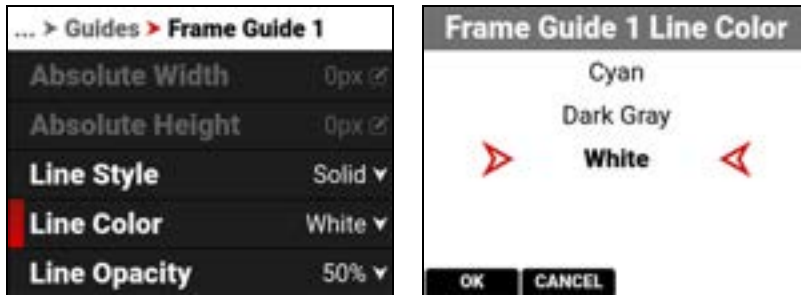 ... > Guides > Frame Guide 1
Absolute Width 0px
Absolute Height 0px
Line Style Solid
Line Color White
Line Opacity 50%
Frame Guide 1 Line Color
Cyan
Dark Gray
White
OK CANCEL